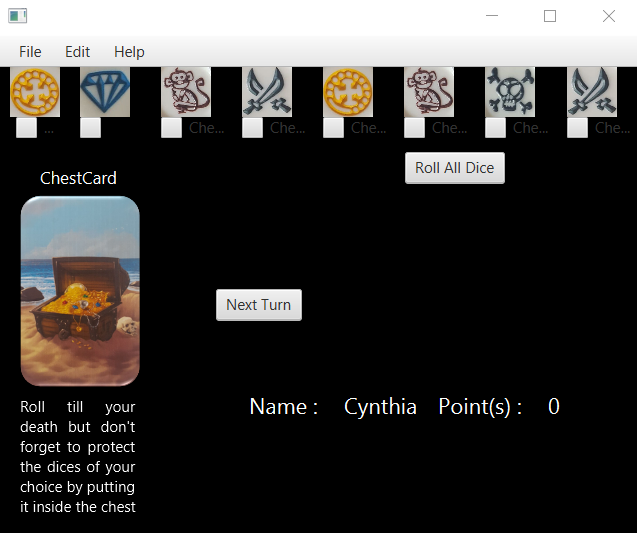 File Edit Help
... Che... Che... Che... Che... Che... Che...
Roll All Dice
ChestCard
Next Turn
Name : Cynthia Point(s) : 0
Roll till your
death but don't
forget to protect
the dices of your
choice by putting
it inside the chest